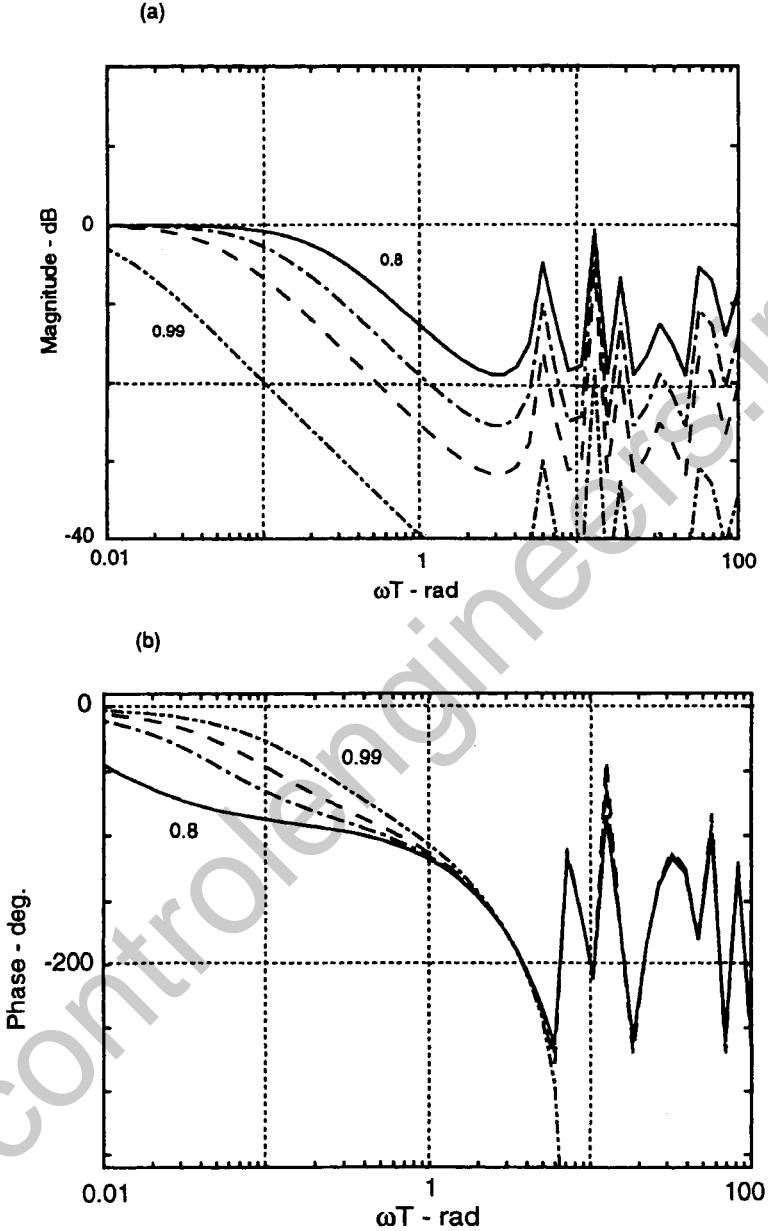 (a)
Magnitude - dB
0
0.8
0.99
-40
0.01
1
100
ωT - rad
(b)
Phase - deg.
0
0.99
0.8
-200
0.01
1
100
ωT - rad
controlengineers.ir